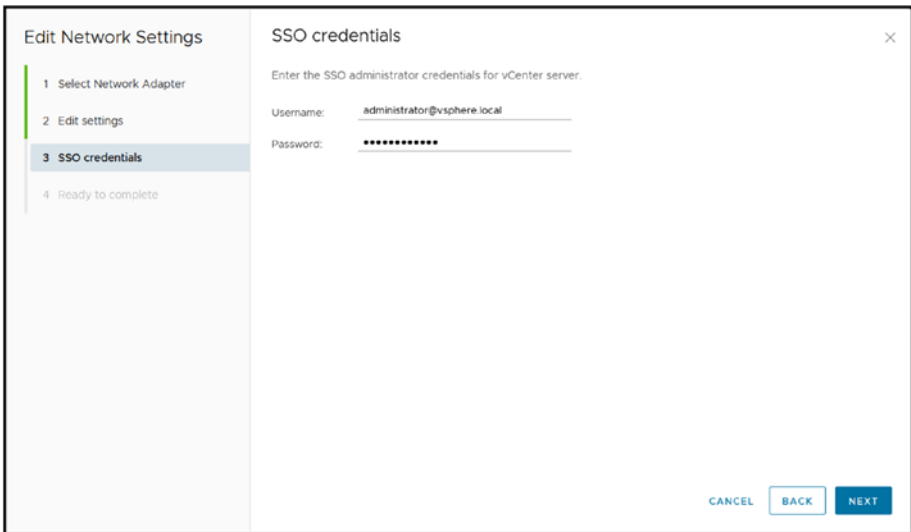 Edit Network Settings
1 Select Network Adapter
2 Edit settings
3 SSO credentials
4 Ready to complete
SSO credentials
Enter the SSO administrator credentials for vCenter server.
Username: administrator@vsphere.local
Password: ••••••••••••
CANCEL BACK NEXT